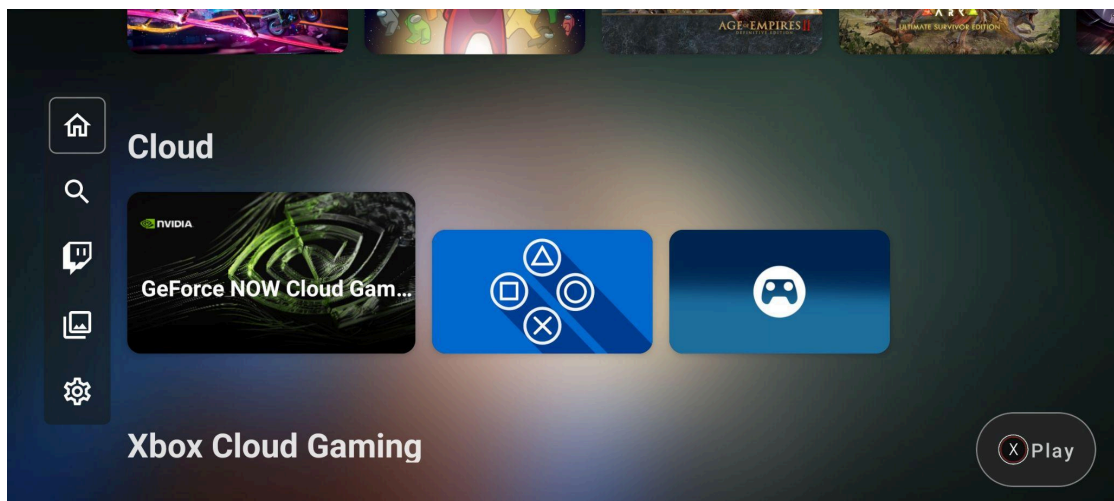 AGE OF EMPIRES II
DEFINITIVE EDITION
ARK
ULTIMATE SURVIVOR EDITION
Cloud
NVIDIA
GeForce NOW Cloud Gam...
Xbox Cloud Gaming
X Play